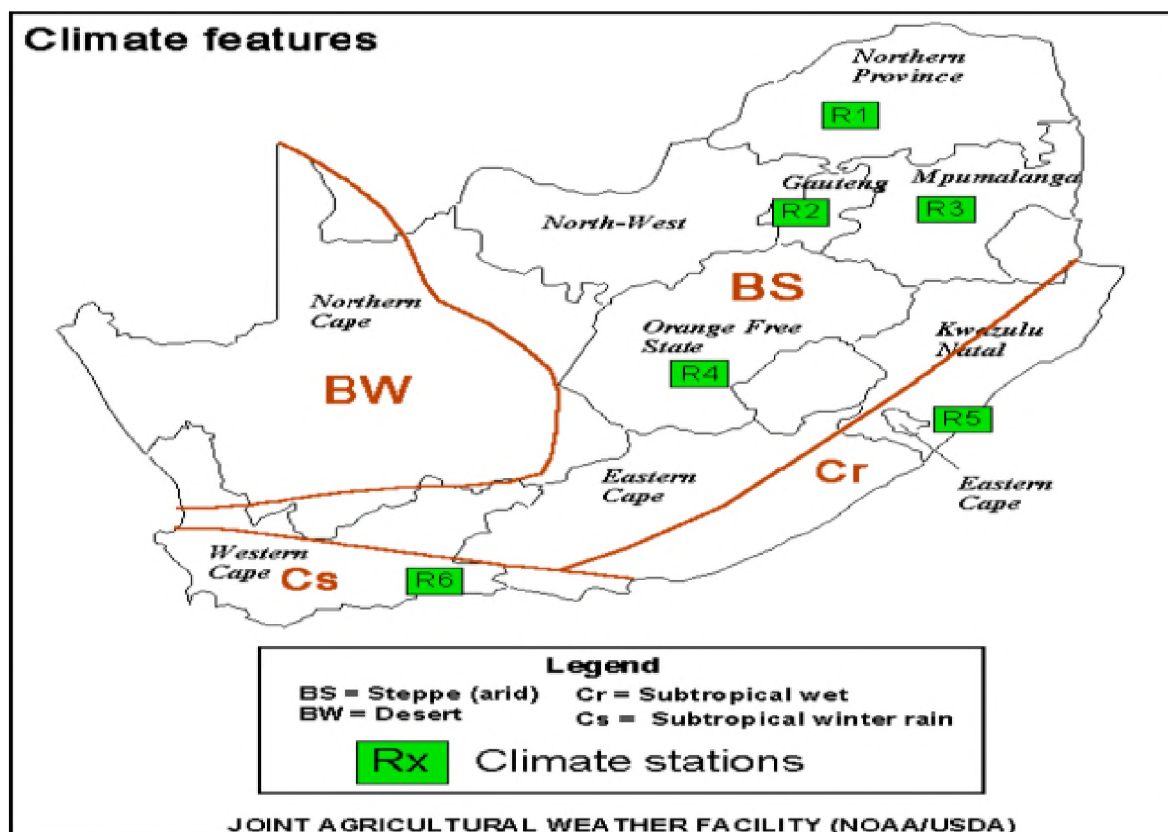 Climate features
Northern
Province
R1
Gauteng
Mpumalanga
R2
R3
North-West
BS
Northern
Cape
Orange Free
State
Kwazulu
Natal
R4
BW
R5
Cr
Eastern
Cape
Eastern
Cape
Western
Cape
Cs
R6
Legend
BS = Steppe (arid) Cr = Subtropical wet
BW = Desert Cs = Subtropical winter rain
Rx Climate stations
JOINT AGRICULTURAL WEATHER FACILITY (NOAA/USDA)